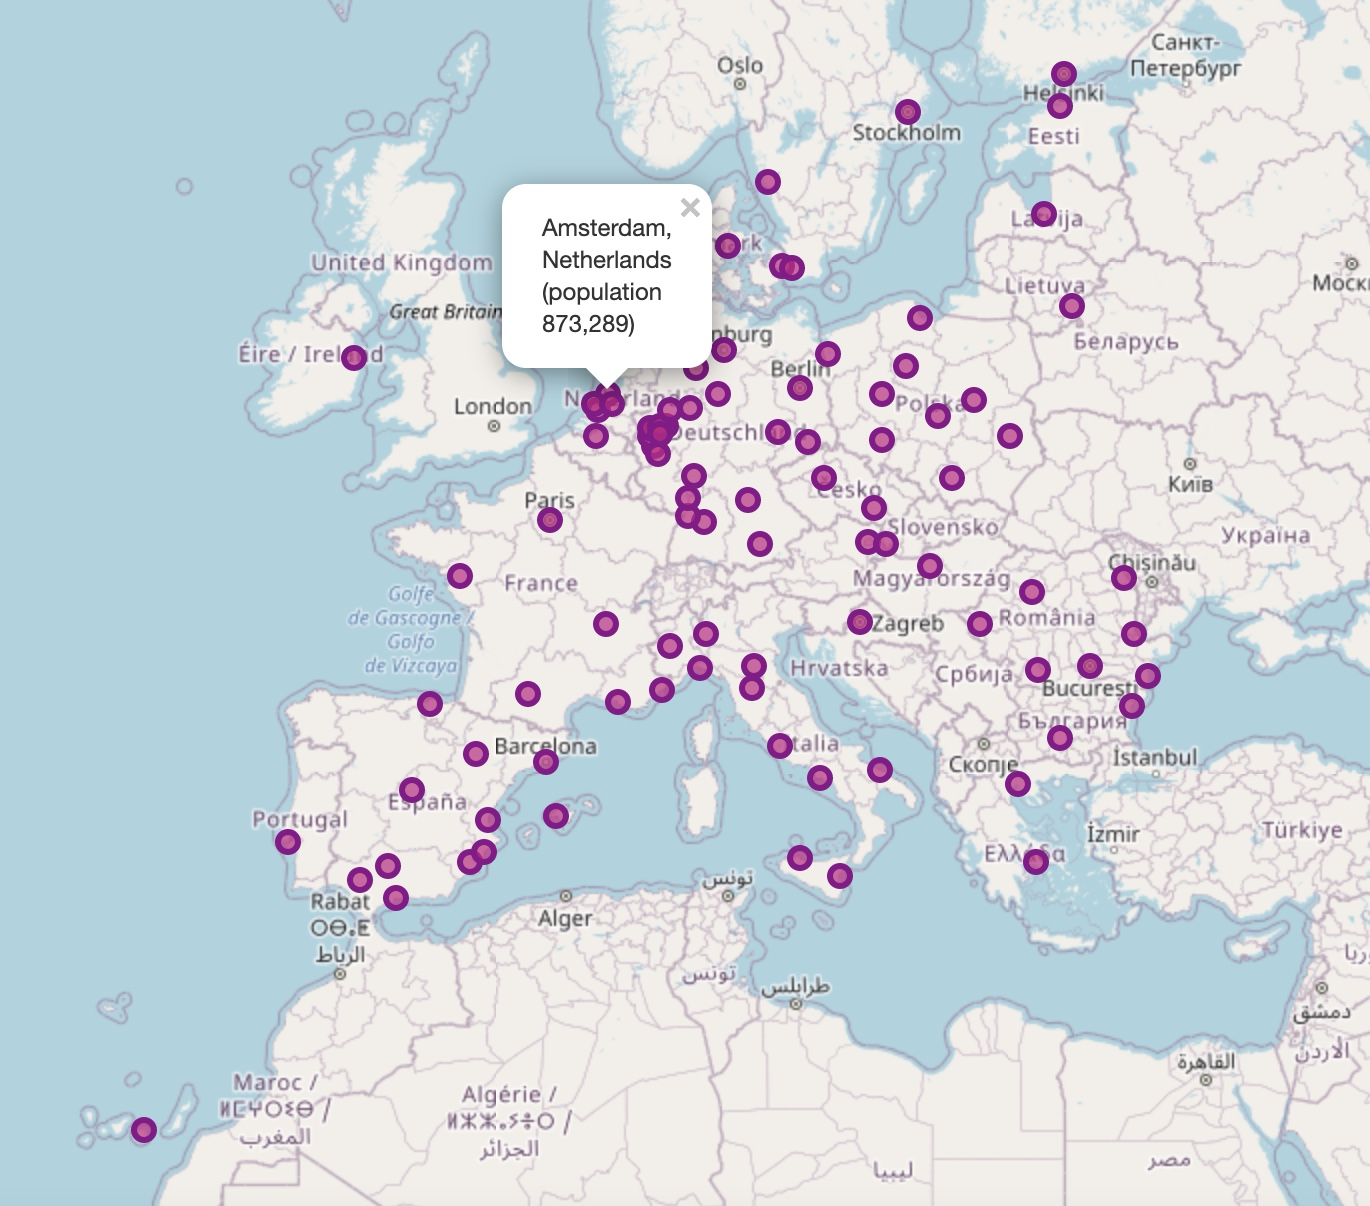 Oslo
Санкт-
Петербург
Helsinki
Stockholm
Eesti
Amsterdam,
Netherlands
(population
873,289)
×
Latvija
United Kingdom
Москв
Lietuva
Great Britain
Беларусь
Éire / Ireland
Berlin
Nederland
London
Polska
Deutschland
Київ
Paris
Česko
Slovensko
Україна
Chișinău
France
Magyarország
Golfe
de Gascogne /
Golfo
de Vizcaya
Zagreb
România
Hrvatska
Србија
București
България
Barcelona
Italia
Скопје
İstanbul
España
Portugal
İzmir
Türkiye
Ελλάδα
تونس
Rabat
ⵔⴱⴰⵟ
الرباط
Alger
تونس
طرابلس
دمشق
الأردن
القاهرة
Maroc /
ⵍⵎⵖⵔⵉⴱ /
المغرب
Algérie /
ⵍⵣⵣⴰⵢⴻⵔ /
الجزائر
ليبيا
مصر